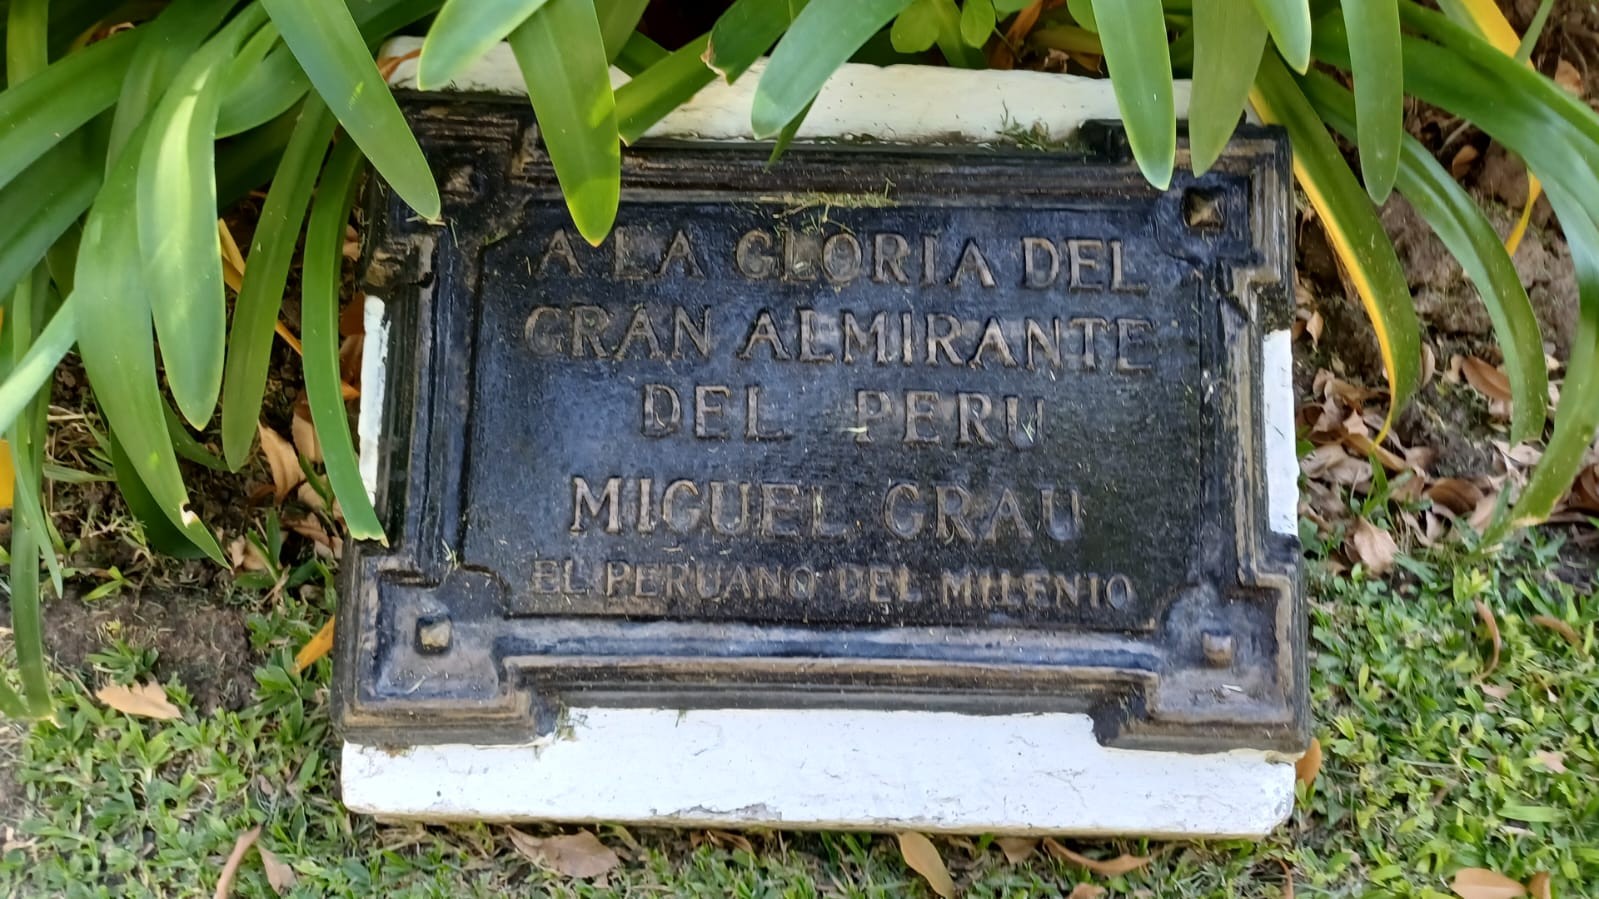 A LA GLORIA DEL
GRAN ALMIRANTE
DEL PERU
MIGUEL GRAU
EL PERUANO DEL MILENIO